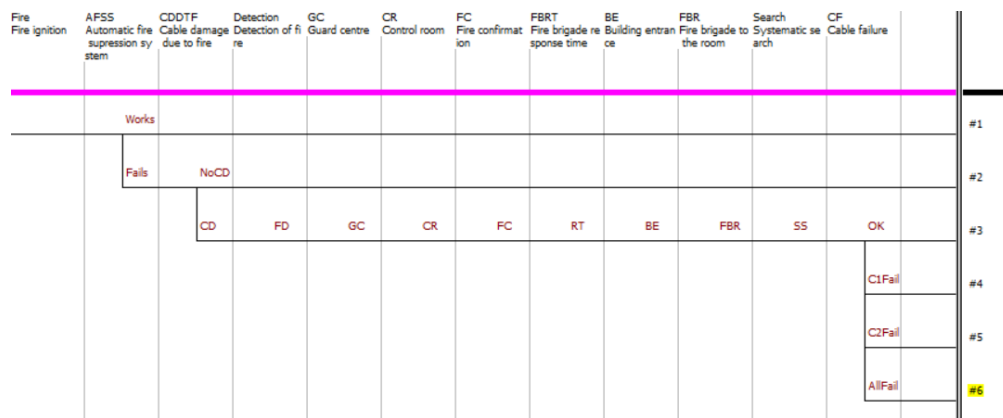 Fire AFSS CDDTF Detection GC CR FC FBRT BE FBR Search CF
Fire ignition Automatic fire Cable damage Detection of fi Guard centre Control room Fire confirmat Fire brigade re Building entran Fire brigade to Systematic se Cable failure
supression sy due to fire re ion sponse time ce the room arch
stem
Works #1
Fails NoCD #2
CD FD GC CR FC RT BE FBR SS OK #3
C1Fail #4
C2Fail #5
AllFail #6